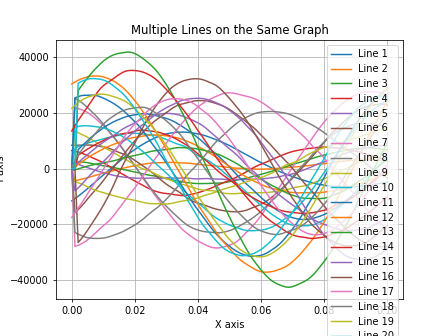 Multiple Lines on the Same Graph
40000
20000
0
−20000
−40000
0.00
0.02
0.04
0.06
0.08
X axis
Line 1
Line 2
Line 3
Line 4
Line 5
Line 6
Line 7
Line 8
Line 9
Line 10
Line 11
Line 12
Line 13
Line 14
Line 15
Line 16
Line 17
Line 18
Line 19
Line 20